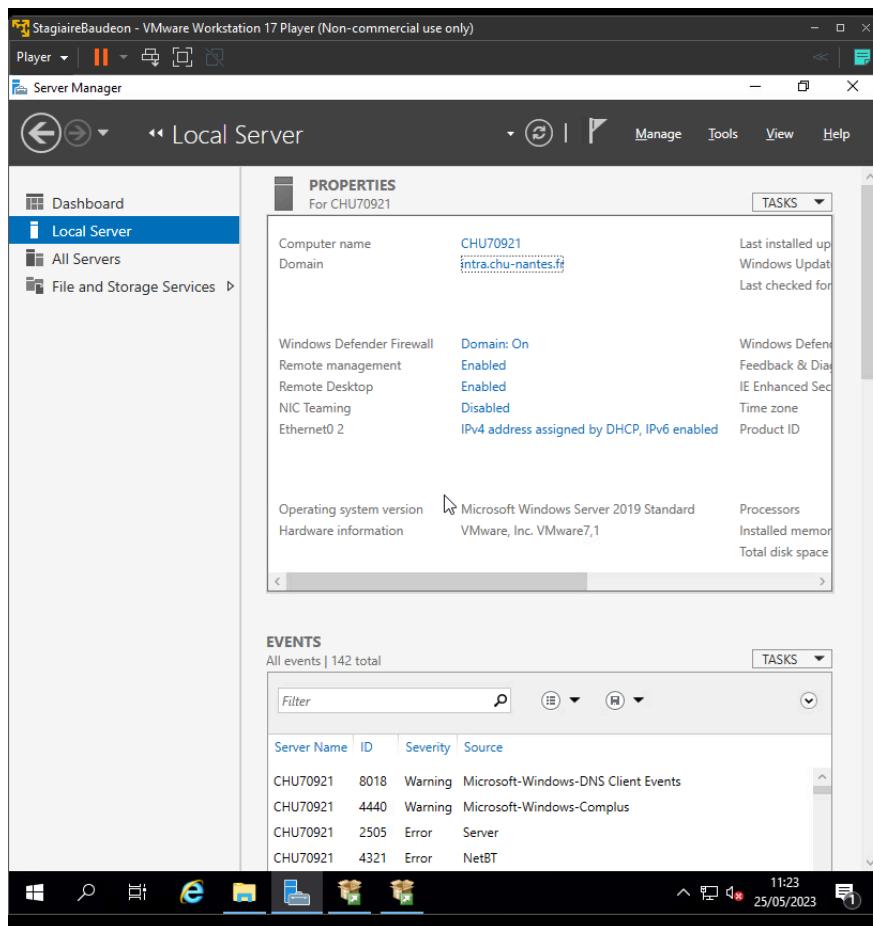 StagiaireBaudeon - VMware Workstation 17 Player (Non-commercial use only)
Player
Server Manager
Local Server
Manage Tools View Help
Dashboard
Local Server
All Servers
File and Storage Services
PROPERTIES
For CHU70921
TASKS
Computer name CHU70921 Last installed up
Domain intra.chu-nantes.fr Windows Updat
Last checked for
Windows Defender Firewall Domain: On Windows Defen
Remote management Enabled Feedback & Diag
Remote Desktop Enabled IE Enhanced Sec
NIC Teaming Disabled Time zone
Ethernet0 2 IPv4 address assigned by DHCP, IPv6 enabled Product ID
Operating system version Microsoft Windows Server 2019 Standard Processors
Hardware information VMware, Inc. VMware7,1 Installed memor
Total disk space
EVENTS
All events | 142 total
TASKS
Filter
Server Name ID Severity Source
CHU70921 8018 Warning Microsoft-Windows-DNS Client Events
CHU70921 4440 Warning Microsoft-Windows-Complus
CHU70921 2505 Error Server
CHU70921 4321 Error NetBT
11:23
25/05/2023
1